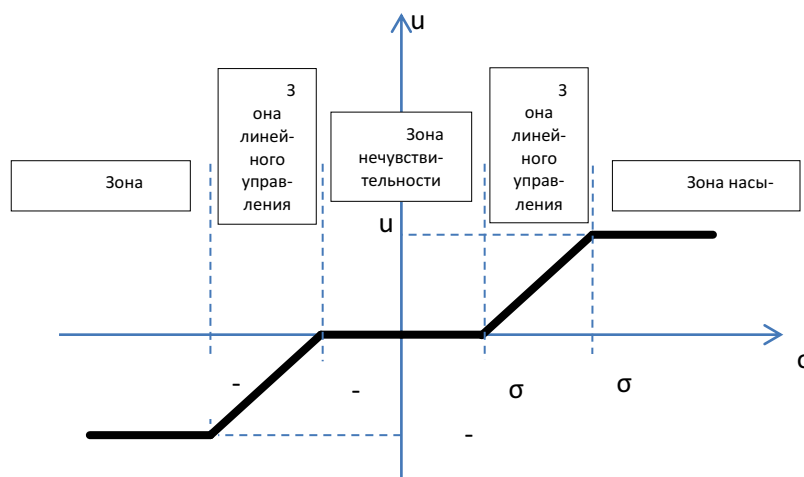 u
З
она
линей-
ного
управ-
ления
Зона
нечувстви-
тельности
З
она
линей-
ного
управ-
ления
Зона
Зона насы-
u
σ
-
-
σ
σ
-